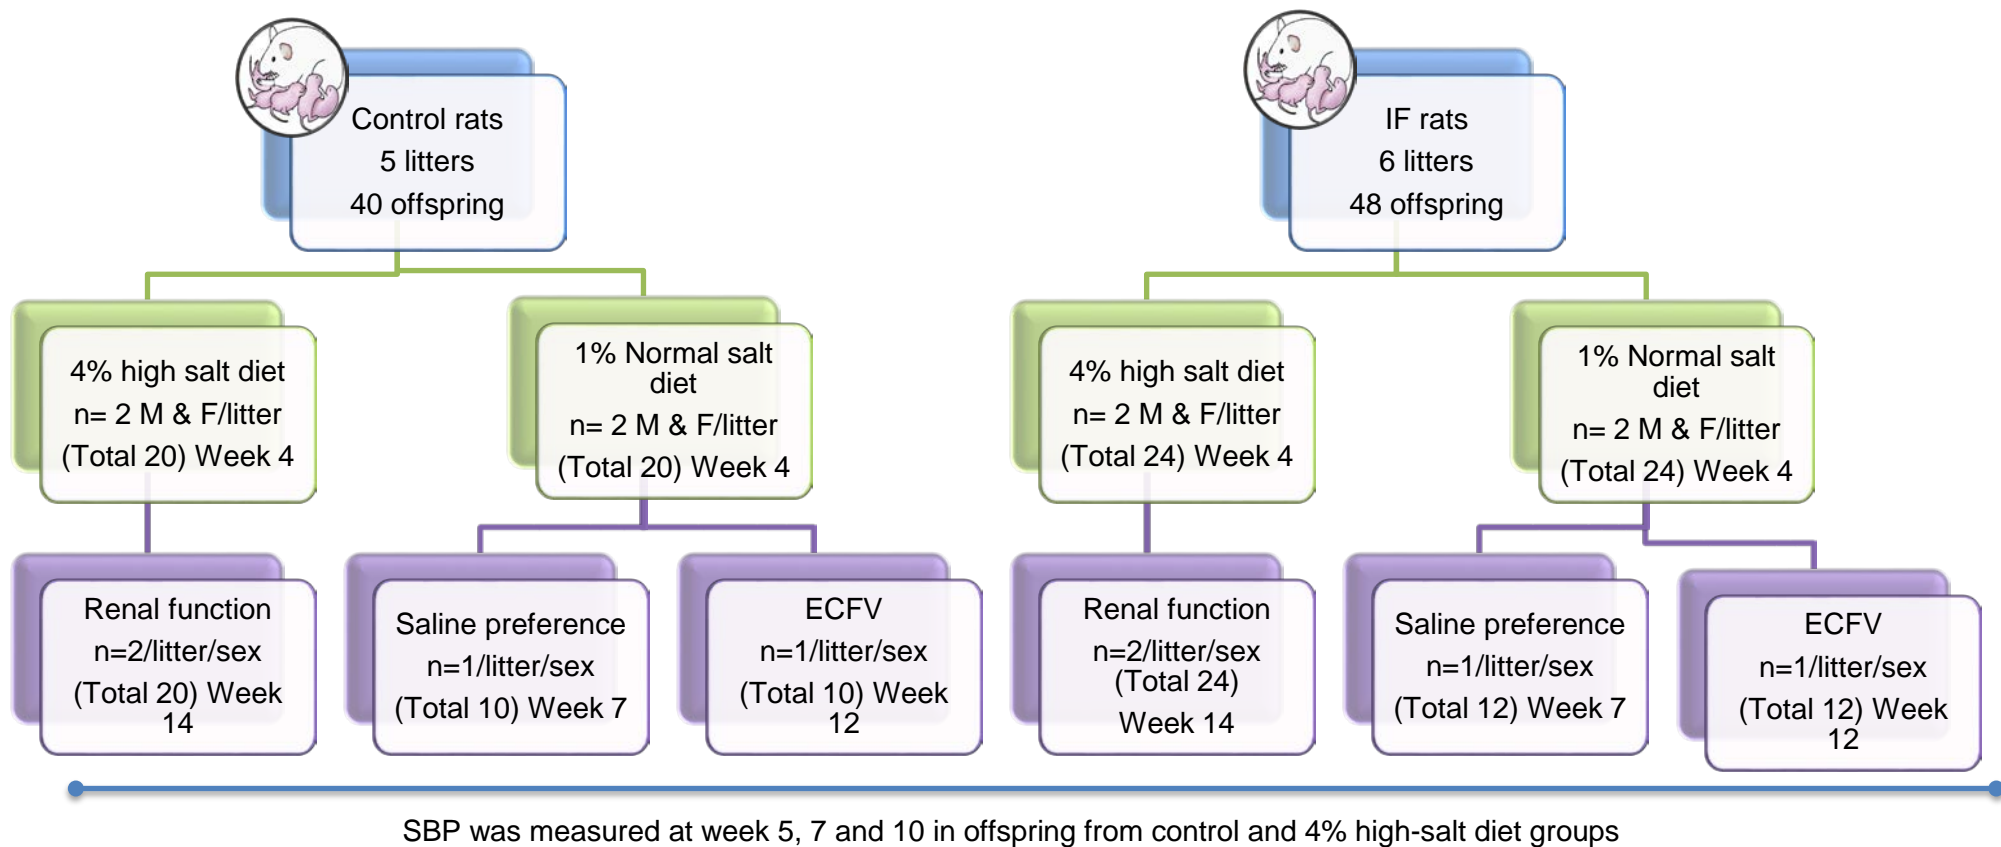 Control rats
5 litters
40 offspring
IF rats
6 litters
48 offspring
4% high salt diet
n= 2 M & F/litter
(Total 20) Week 4
1% Normal salt
diet
n= 2 M & F/litter
(Total 20) Week 4
4% high salt diet
n= 2 M & F/litter
(Total 24) Week 4
1% Normal salt
diet
n= 2 M & F/litter
(Total 24) Week 4
Renal function
n=2/litter/sex
(Total 20) Week
14
Saline preference
n=1/litter/sex
(Total 10) Week 7
ECFV
n=1/litter/sex
(Total 10) Week
12
Renal function
n=2/litter/sex
(Total 24)
Week 14
Saline preference
n=1/litter/sex
(Total 12) Week 7
ECFV
n=1/litter/sex
(Total 12) Week
12
SBP was measured at week 5, 7 and 10 in offspring from control and 4% high-salt diet groups